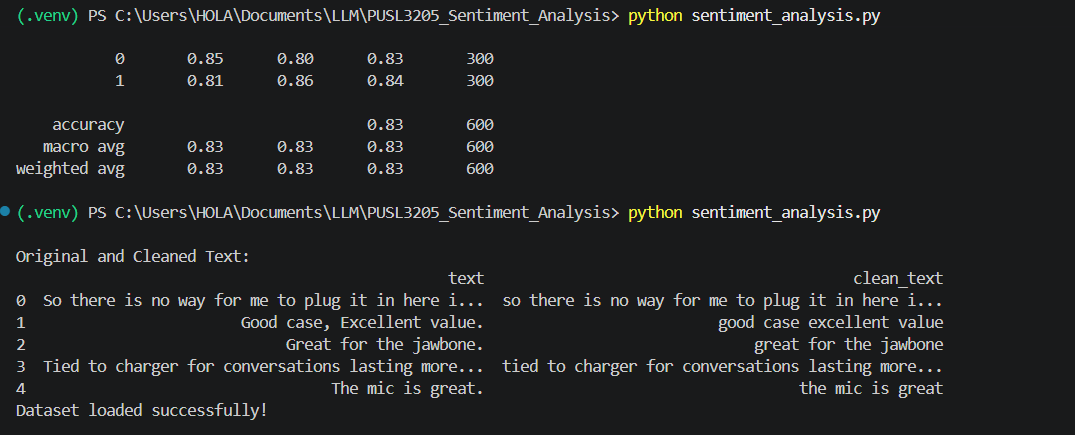 (.venv) PS C:\Users\HOLA\Documents\LLM\PUSL3205_Sentiment_Analysis> python sentiment_analysis.py
0 0.85 0.80 0.83 300
1 0.81 0.86 0.84 300
accuracy 0.83 600
macro avg 0.83 0.83 0.83 600
weighted avg 0.83 0.83 0.83 600
(.venv) PS C:\Users\HOLA\Documents\LLM\PUSL3205_Sentiment_Analysis> python sentiment_analysis.py
Original and Cleaned Text:
text clean_text
0 So there is no way for me to plug it in here i... so there is no way for me to plug it in here i...
1 Good case, Excellent value. good case excellent value
2 Great for the jawbone. great for the jawbone
3 Tied to charger for conversations lasting more... tied to charger for conversations lasting more...
4 The mic is great. the mic is great
Dataset loaded successfully!